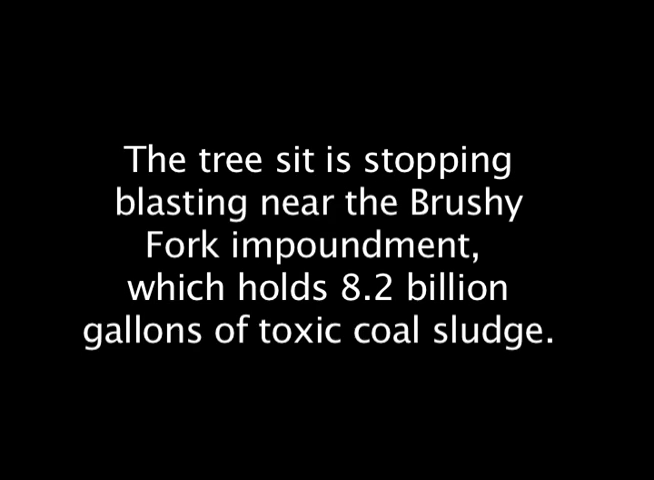 The tree sit is stopping
blasting near the Brushy
Fork impoundment,
which holds 8.2 billion
gallons of toxic coal sludge.